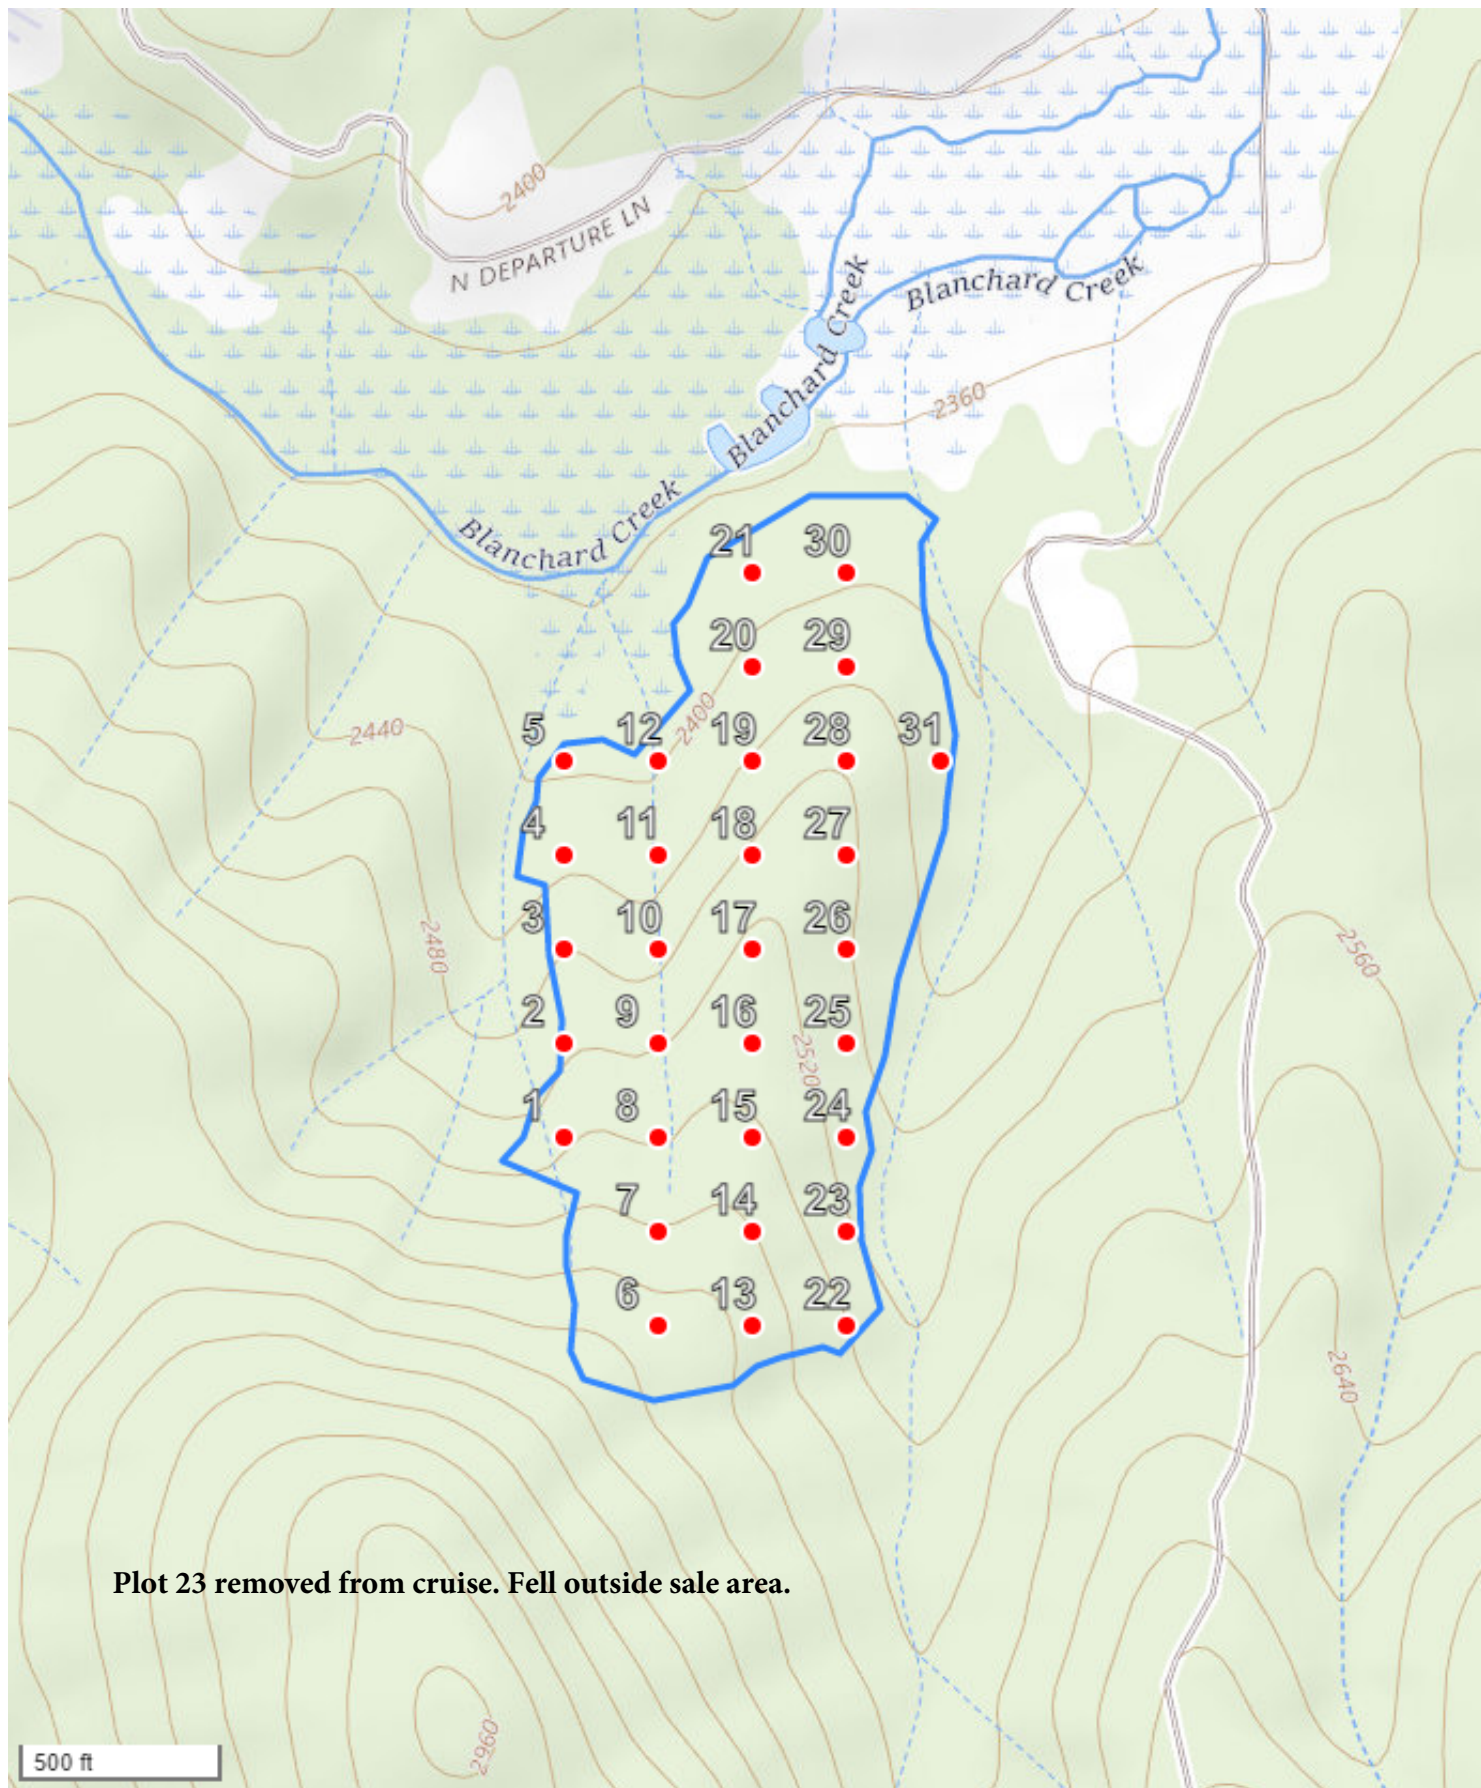 2400
N DEPARTURE LN
Blanchard Creek
Blanchard Creek
2360
Blanchard Creek
Blanchard Creek
21 30
20 29
2400
2440
5 12 19 28 31
4 11 18 27
3 10 17 26
2480
2560
2 9 16 25
2520
1 8 15 24
7 14 23
6 13 22
2640
Plot 23 removed from cruise. Fell outside sale area.
2960
500 ft